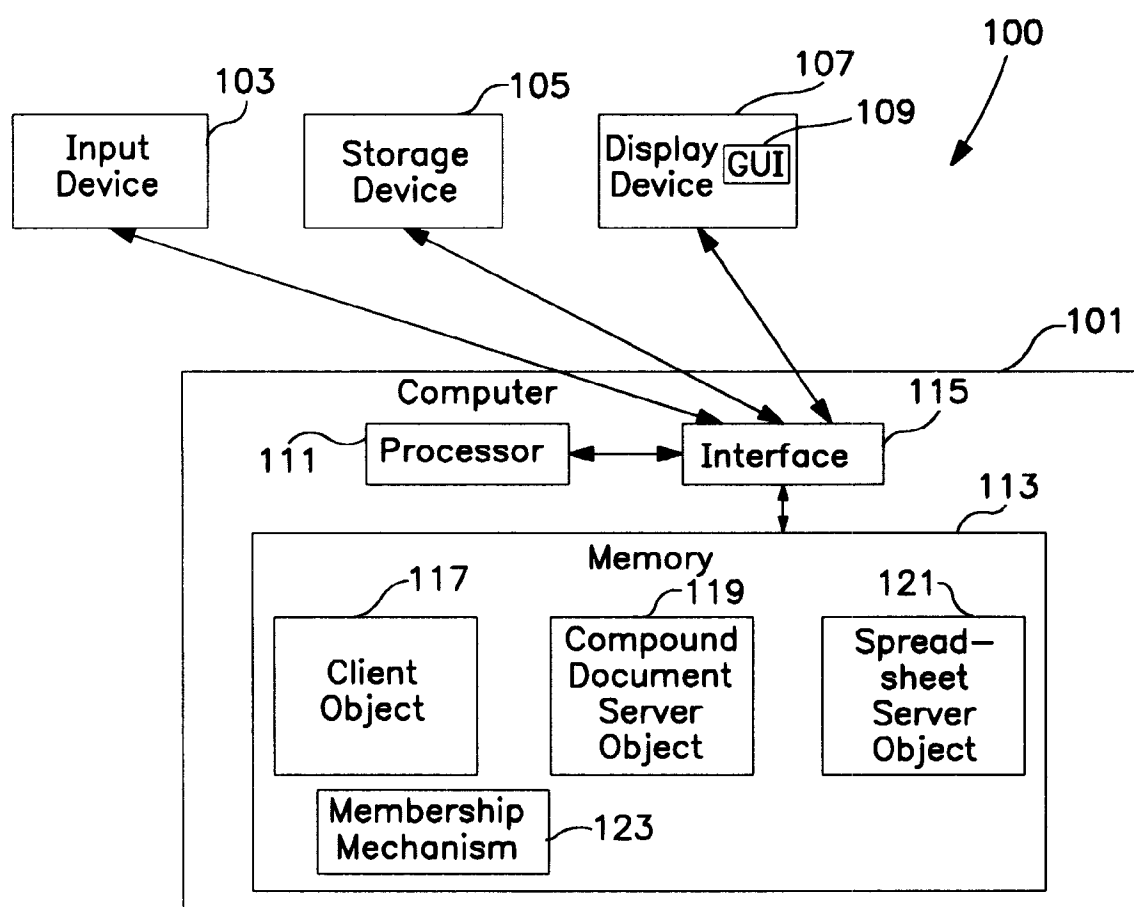 100
103
105
107
109
Input
Device
Storage
Device
Display
Device
GUI
101
Computer
115
111
Processor
Interface
113
Memory
117
119
121
Client
Object
Compound
Document
Server
Object
Spread-
sheet
Server
Object
Membership
Mechanism
123